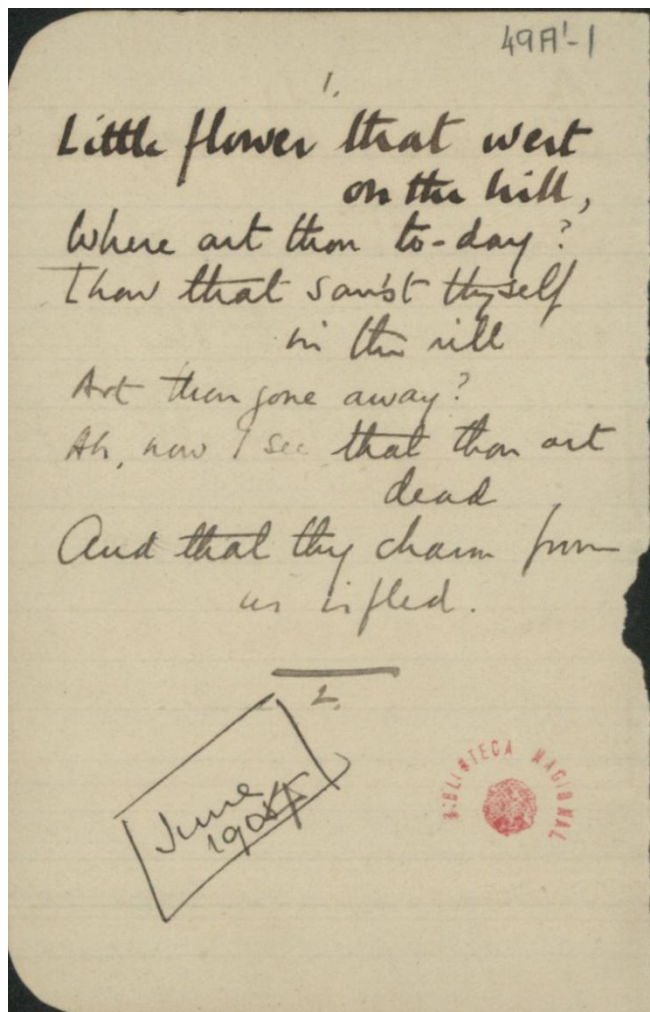 49A¹-1
1.
Little flower that wert
on the hill,
Where art thou to-day?
Thou that saw'st thyself
in the rill
Art thou gone away?
Ah, now I see that thou art
dead
And that thy charm from
us is fled.
2.
June
BIBLIOTECA NACIONAL